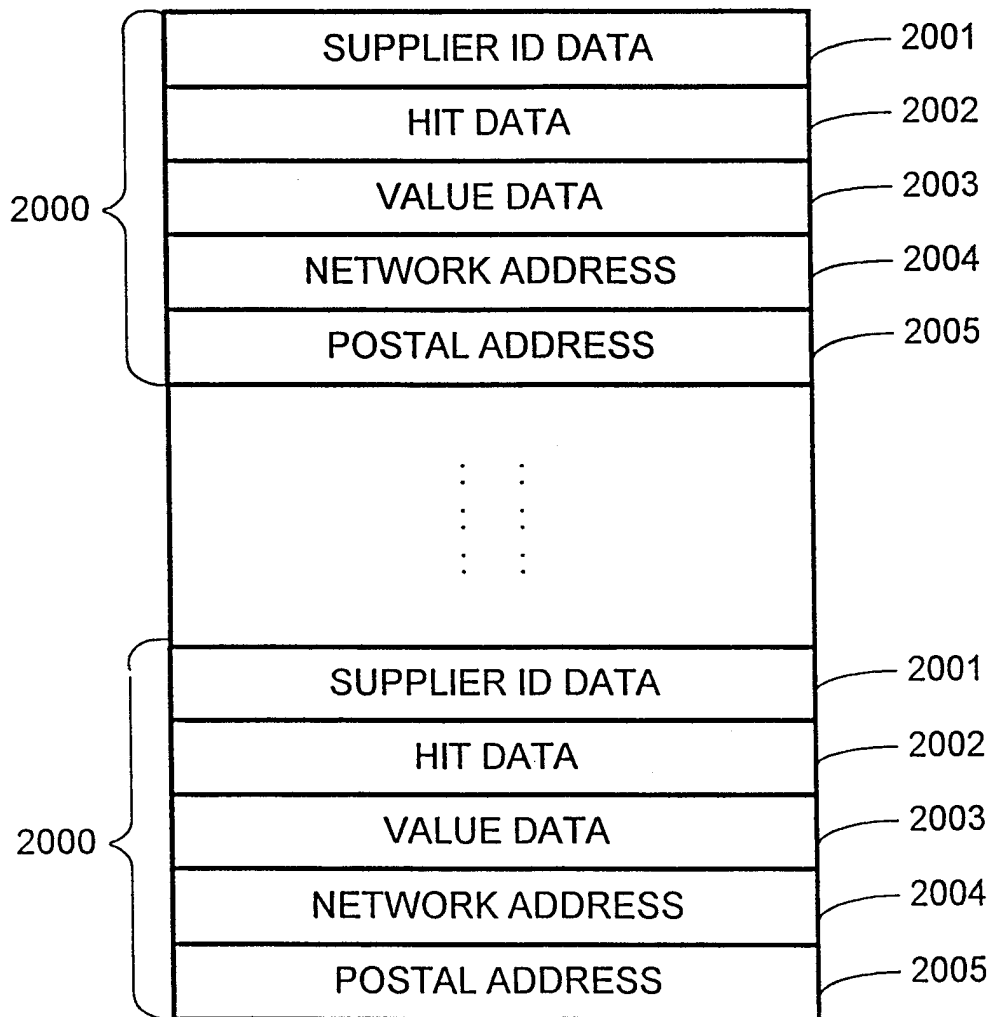 SUPPLIER ID DATA 2001
HIT DATA 2002
VALUE DATA 2003
2000
NETWORK ADDRESS 2004
POSTAL ADDRESS 2005
SUPPLIER ID DATA 2001
HIT DATA 2002
VALUE DATA 2003
2000
NETWORK ADDRESS 2004
POSTAL ADDRESS 2005